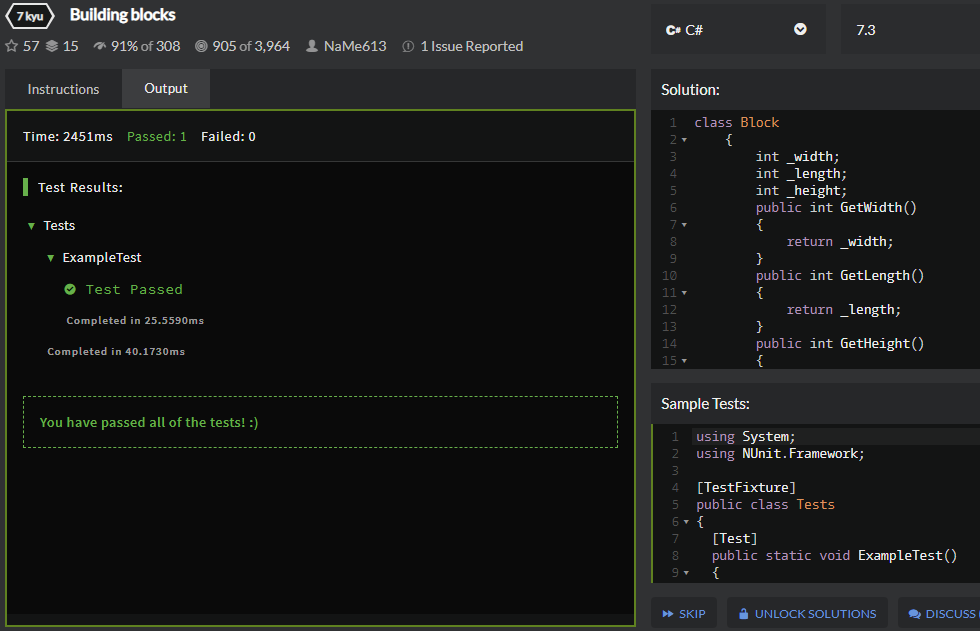 7 kyu Building blocks
57 15 91% of 308 905 of 3,964 NaMe613 1 Issue Reported
C# C# 7.3
Instructions Output
Time: 2451ms Passed: 1 Failed: 0
Test Results:
Tests
ExampleTest
Test Passed
Completed in 25.5590ms
Completed in 40.1730ms
You have passed all of the tests! :)
Solution:
1 class Block
2 {
3 int _width;
4 int _length;
5 int _height;
6 public int GetWidth()
7 {
8 return _width;
9 }
10 public int GetLength()
11 {
12 return _length;
13 }
14 public int GetHeight()
15 {
Sample Tests:
1 using System;
2 using NUnit.Framework;
3
4 [TestFixture]
5 public class Tests
6 {
7 [Test]
8 public static void ExampleTest()
9 {
SKIP UNLOCK SOLUTIONS DISCUSS